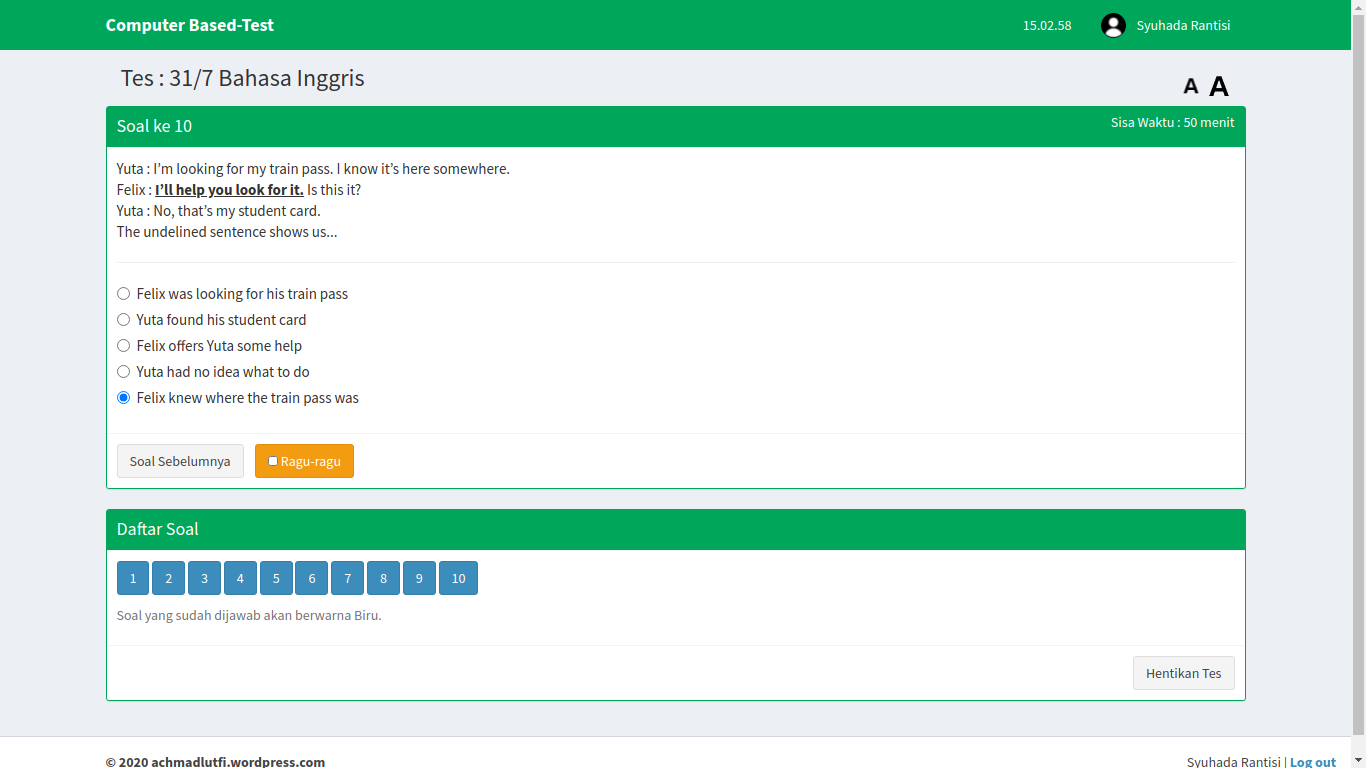 Computer Based-Test
15.02.58
Syuhada Rantisi
Tes : 31/7 Bahasa Inggris
A A
Soal ke 10
Sisa Waktu : 50 menit
Yuta : I’m looking for my train pass. I know it’s here somewhere.
Felix : I’ll help you look for it. Is this it?
Yuta : No, that’s my student card.
The undelined sentence shows us...
Felix was looking for his train pass
Yuta found his student card
Felix offers Yuta some help
Yuta had no idea what to do
Felix knew where the train pass was
Soal Sebelumnya
Ragu-ragu
Daftar Soal
1 2 3 4 5 6 7 8 9 10
Soal yang sudah dijawab akan berwarna Biru.
Hentikan Tes
© 2020 achmadlutfi.wordpress.com
Syuhada Rantisi | Log out